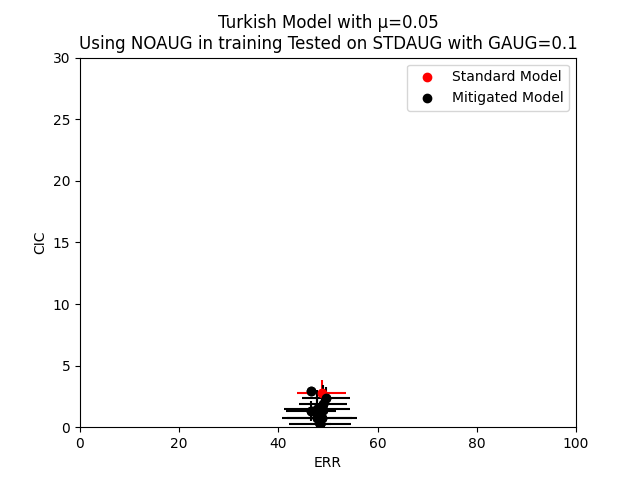 Turkish Model with μ=0.05
Using NOAUG in training Tested on STDAUG with GAUG=0.1
Standard Model
Mitigated Model
30
25
20
15
10
5
0
CIC
0 20 40 60 80 100
ERR